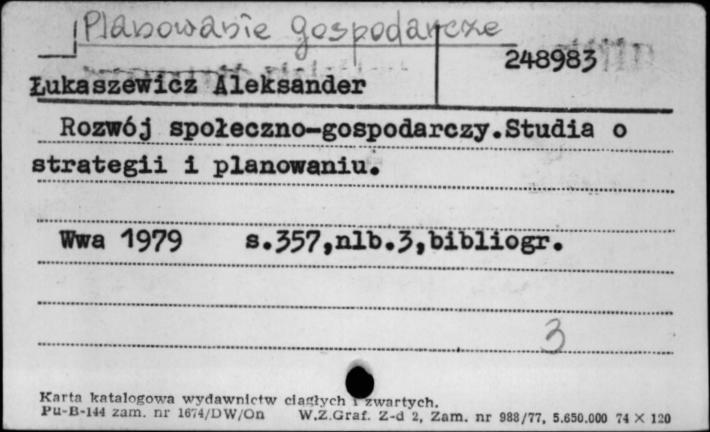 Planowanie gospodarcze
248983
Łukaszewicz Aleksander
Rozwój społeczno-gospodarczy.Studia o
strategii i planowaniu.
Wwa 1979 s.357,nlb.3,bibliogr.
3
Karta katalogowa wydawnictw ciągłych i zwartych.
Pu-B-144 zam. nr 1674/DW/On W.Z.Graf. Z-d 2, Zam. nr 988/77, 5.650.000 74 × 120